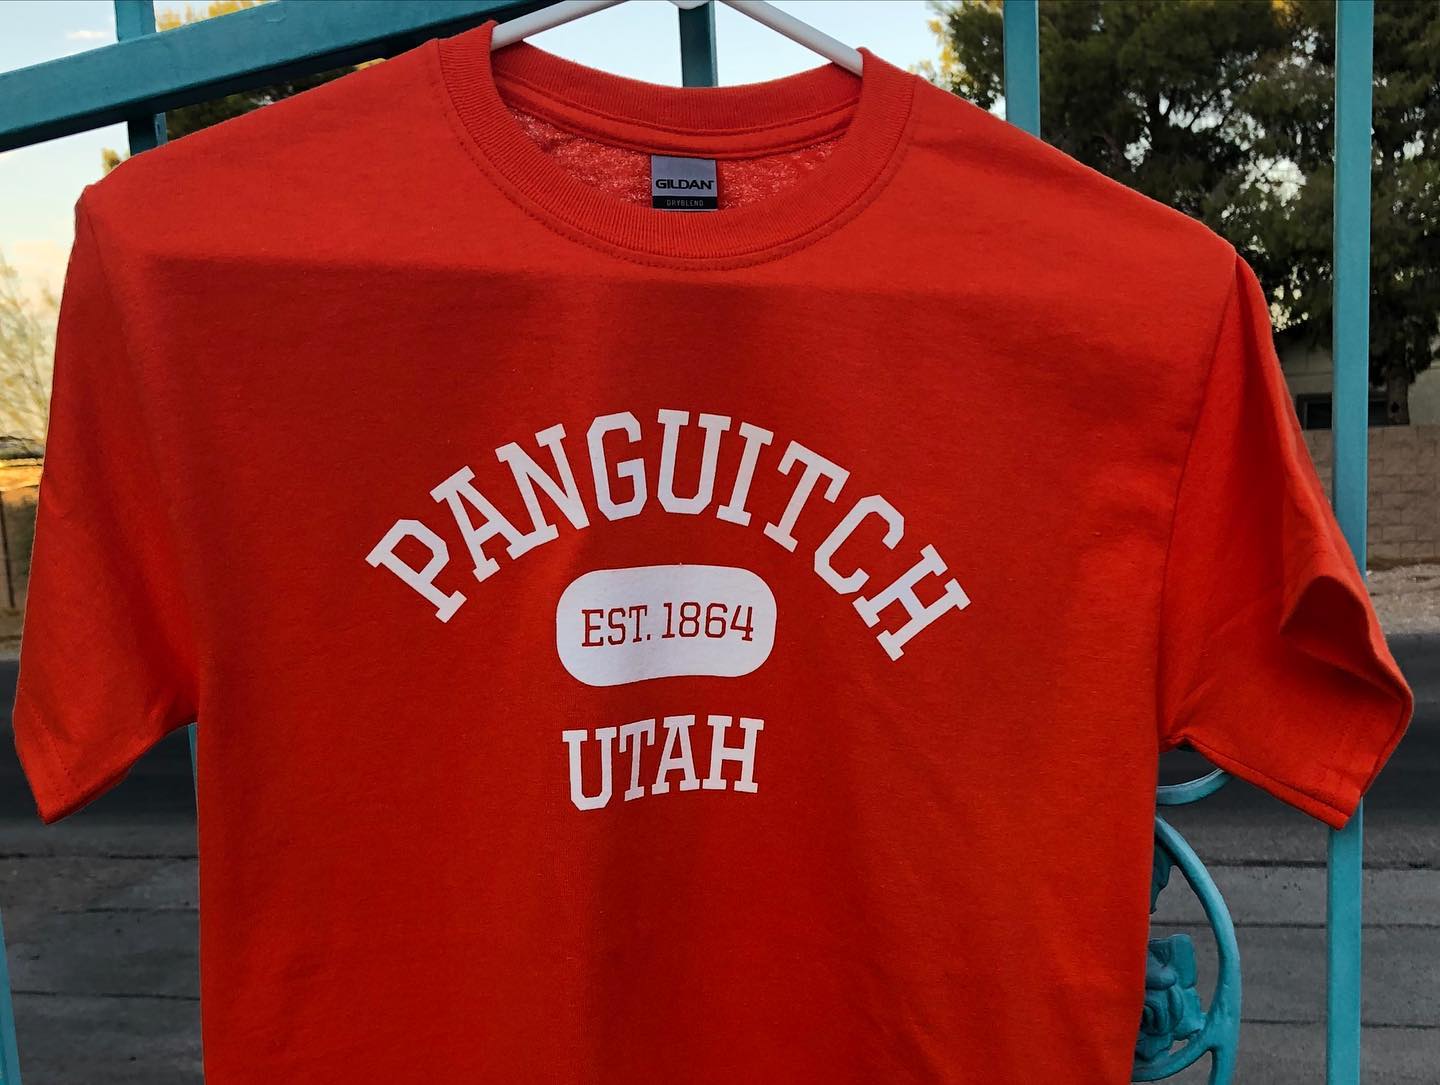 GILDAN
DRYBLEND
PANGUITCH
EST. 1864
UTAH